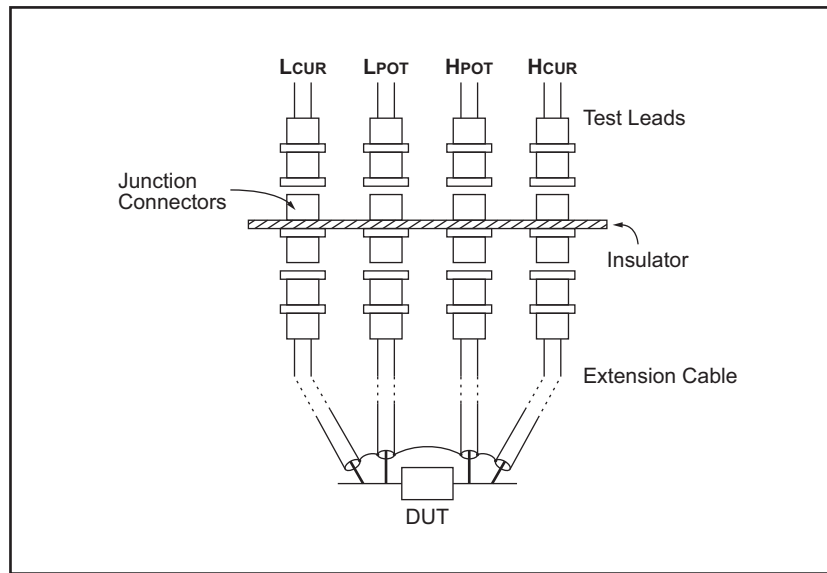 LCUR LPOT HPOT HCUR
Test Leads
Junction
Connectors
Insulator
Extension Cable
DUT